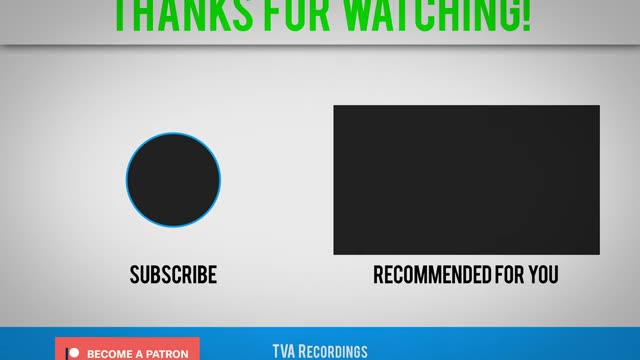 THANKS FOR WATCHING!
SUBSCRIBE
RECOMMENDED FOR YOU
BECOME A PATRON
TVA RECORDINGS